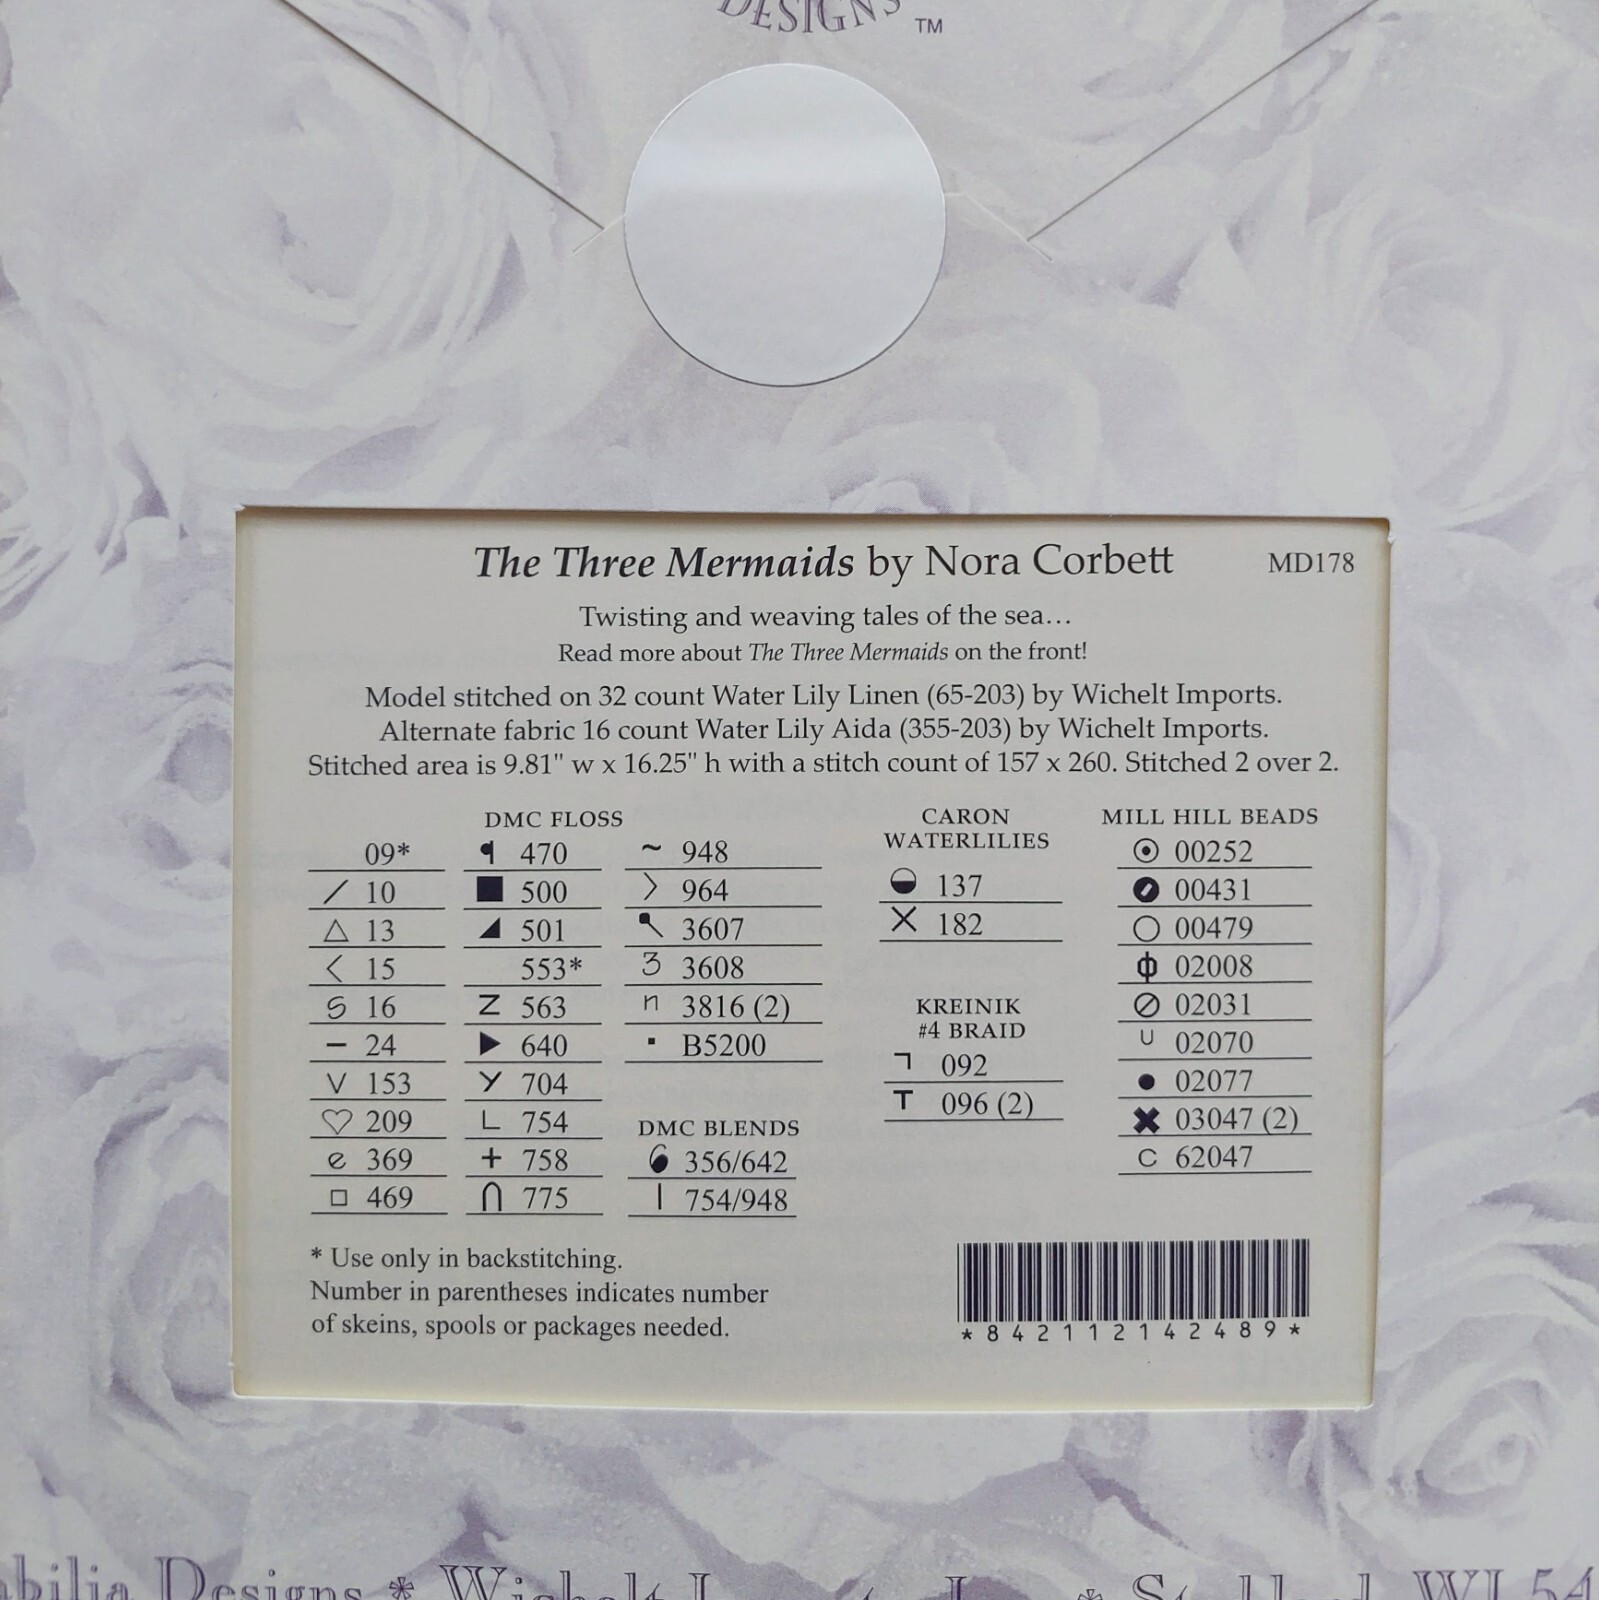 DESIGNS™
The Three Mermaids by Nora Corbett MD178
Twisting and weaving tales of the sea...
Read more about The Three Mermaids on the front!
Model stitched on 32 count Water Lily Linen (65-203) by Wichelt Imports.
Alternate fabric 16 count Water Lily Aida (355-203) by Wichelt Imports.
Stitched area is 9.81" w x 16.25" h with a stitch count of 157 x 260. Stitched 2 over 2.
DMC FLOSS
09*
/ 10
△ 13
< 15
S 16
– 24
V 153
♡ 209
e 369
□ 469
¶ 470
■ 500
◢ 501
553*
Z 563
▶ 640
Y 704
L 754
+ 758
∩ 775
~ 948
> 964
3607
3 3608
n 3816 (2)
▪ B5200
DMC BLENDS
356/642
| 754/948
CARON
WATERLILIES
◒ 137
X 182
KREINIK
#4 BRAID
¬ 092
T 096 (2)
MILL HILL BEADS
⊙ 00252
00431
○ 00479
ϕ 02008
⊘ 02031
∪ 02070
● 02077
✖ 03047 (2)
C 62047
* Use only in backstitching.
Number in parentheses indicates number
of skeins, spools or packages needed.
*842112142489*
Designs * Wichelt WI 54